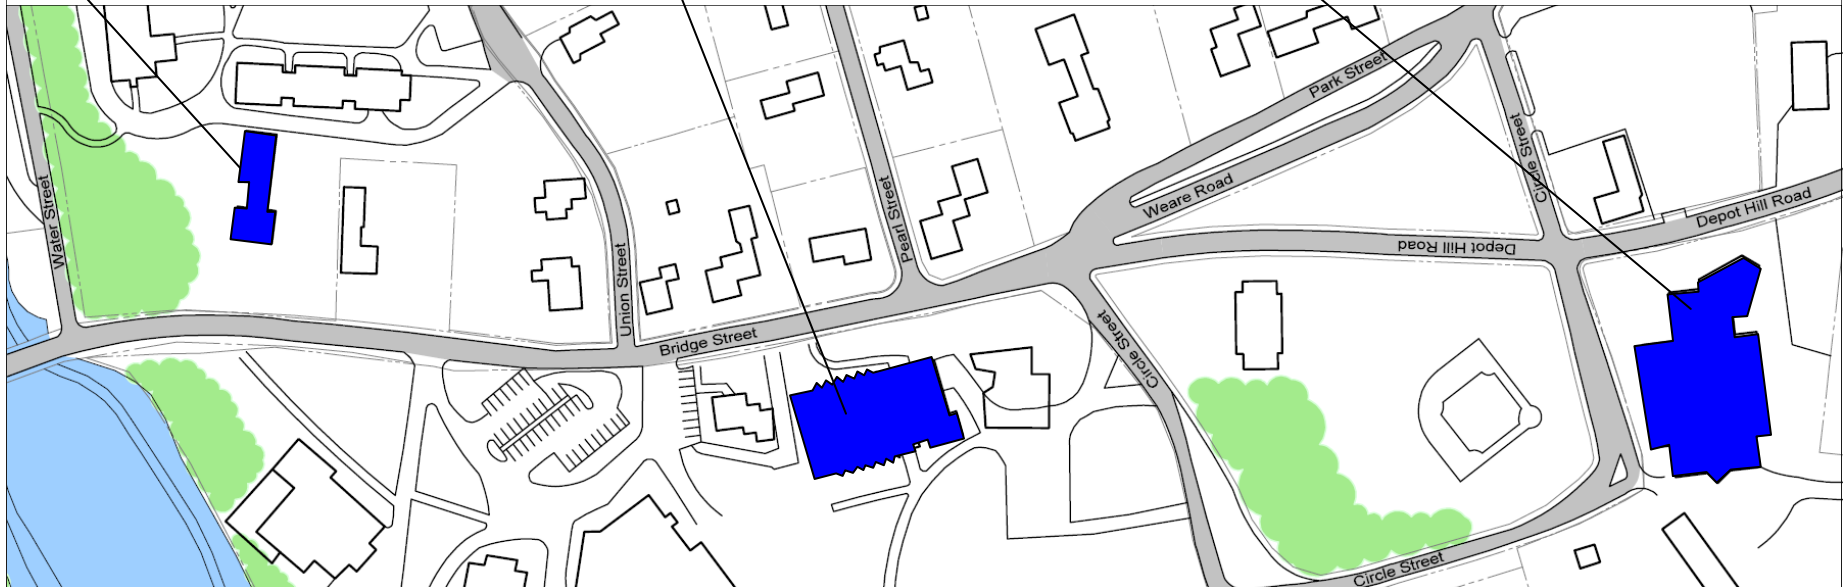 Park Street
Circle Street
Weare Road
Water Street
Pearl Street
Depot Hill Road
Depot Hill Road
Union Street
Bridge Street
Circle Street
Circle Street